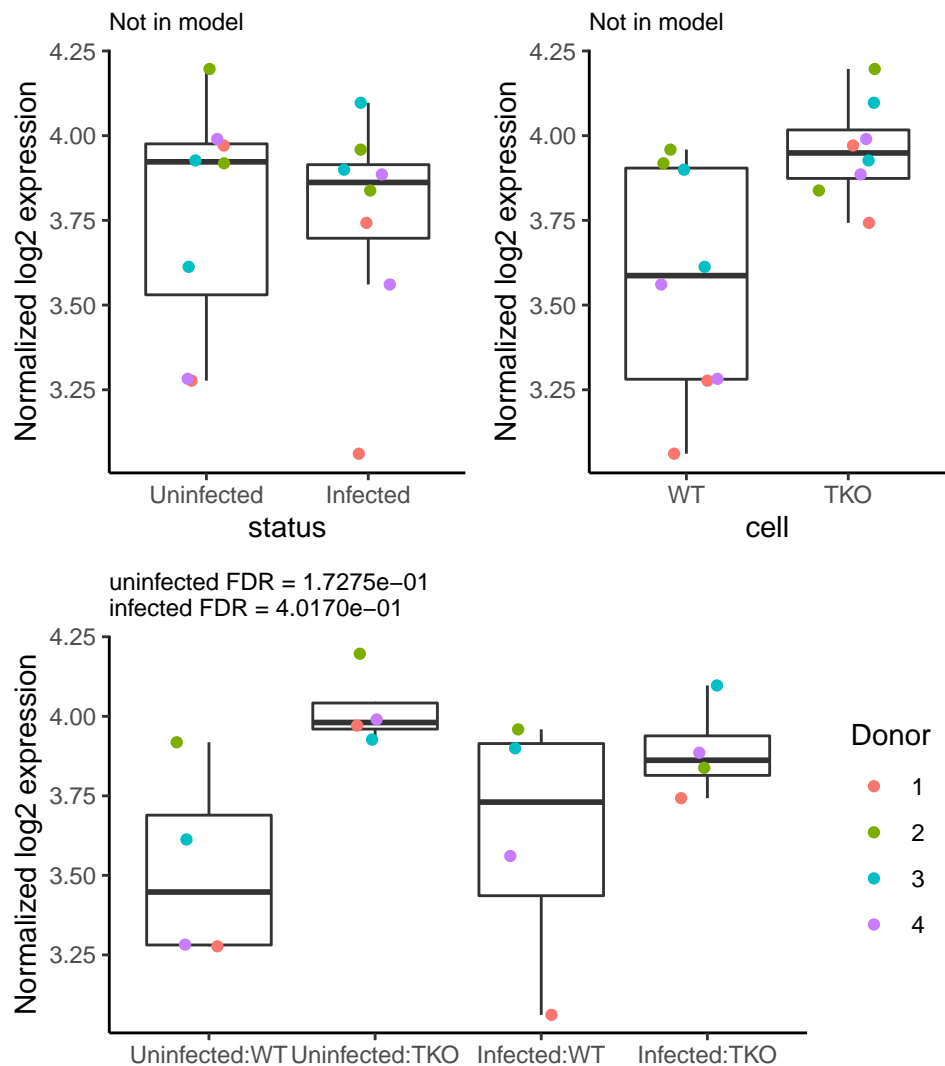 Not in model
4.25
4.00
3.75
3.50
3.25
Normalized log2 expression
Uninfected
Infected
status
Not in model
4.25
4.00
3.75
3.50
3.25
Normalized log2 expression
WT
TKO
cell
uninfected FDR = 1.7275e−01
infected FDR = 4.0170e−01
4.25
4.00
3.75
3.50
3.25
Normalized log2 expression
Uninfected:WT
Uninfected:TKO
Infected:WT
Infected:TKO
Donor
1
2
3
4